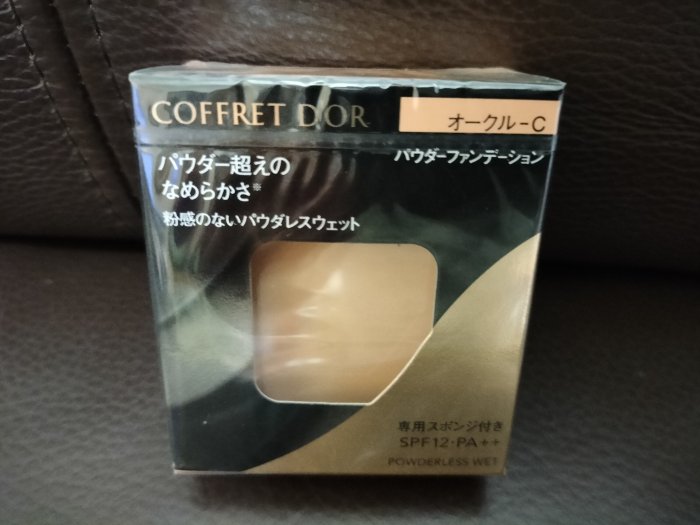 COFFRET D'OR
オークル-C
パウダーファンデーション
パウダー超えの
なめらかさ※
粉感のないパウダレスウェット
専用スポンジ付き
SPF12・PA++
POWDERLESS WET